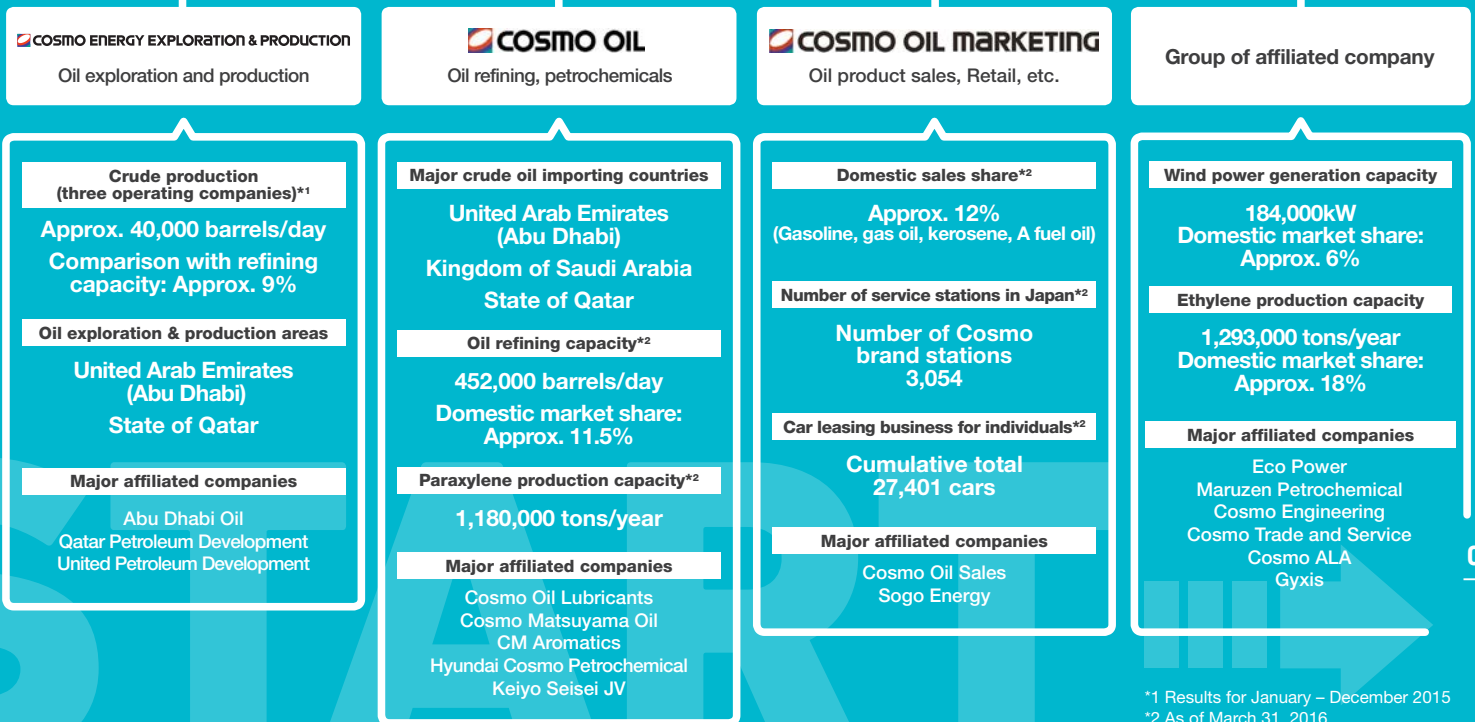 COSMO ENERGY EXPLORATION & PRODUCTION
Oil exploration and production
Crude production
(three operating companies)*1
Approx. 40,000 barrels/day
Comparison with refining
capacity: Approx. 9%
Oil exploration & production areas
United Arab Emirates
(Abu Dhabi)
State of Qatar
Major affiliated companies
Abu Dhabi Oil
Qatar Petroleum Development
United Petroleum Development
COSMO OIL
Oil refining, petrochemicals
Major crude oil importing countries
United Arab Emirates
(Abu Dhabi)
Kingdom of Saudi Arabia
State of Qatar
Oil refining capacity*2
452,000 barrels/day
Domestic market share:
Approx. 11.5%
Paraxylene production capacity*2
1,180,000 tons/year
Major affiliated companies
Cosmo Oil Lubricants
Cosmo Matsuyama Oil
CM Aromatics
Hyundai Cosmo Petrochemical
Keiyo Seisei JV
COSMO OIL MARKETING
Oil product sales, Retail, etc.
Domestic sales share*2
Approx. 12%
(Gasoline, gas oil, kerosene, A fuel oil)
Number of service stations in Japan*2
Number of Cosmo
brand stations
3,054
Car leasing business for individuals*2
Cumulative total
27,401 cars
Major affiliated companies
Cosmo Oil Sales
Sogo Energy
Group of affiliated company
Wind power generation capacity
184,000kW
Domestic market share:
Approx. 6%
Ethylene production capacity
1,293,000 tons/year
Domestic market share:
Approx. 18%
Major affiliated companies
Eco Power
Maruzen Petrochemical
Cosmo Engineering
Cosmo Trade and Service
Cosmo ALA
Gyxis
START
*1 Results for January – December 2015
*2 As of March 31, 2016